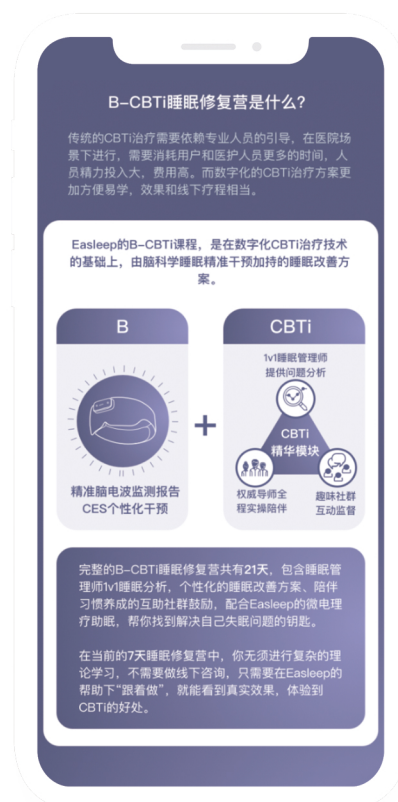 B-CBTi睡眠修复营是什么？
传统的CBTi治疗需要依赖专业人员的引导，在医院场
景下进行，需要消耗用户和医护人员更多的时间，人
员精力投入大，费用高。而数字化的CBTi治疗方案更
加方便易学，效果和线下疗程相当。
Easleep的B-CBTi课程，是在数字化CBTi治疗技术
的基础上，由脑科学睡眠精准干预加持的睡眠改善方
案。
B
精准脑电波监测报告
CES个性化干预
+
CBTi
1v1睡眠管理师
提供问题分析
CBTi
精华模块
权威导师全
程实操陪伴
趣味社群
互动监督
完整的B-CBTi睡眠修复营共有21天，包含睡眠管
理师1v1睡眠分析，个性化的睡眠改善方案、陪伴
习惯养成的互助社群鼓励，配合Easleep的微电理
疗助眠，帮你找到解决自己失眠问题的钥匙。
在当前的7天睡眠修复营中，你无须进行复杂的理
论学习，不需要做线下咨询，只需要在Easleep的
帮助下“跟着做”，就能看到真实效果，体验到
CBTi的好处。